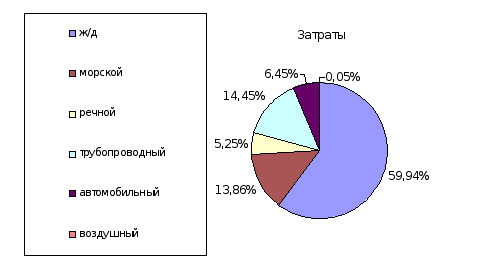 ж/д
морской
речной
трубопроводный
автомобильный
воздушный
Затраты
6,45%
0,05%
14,45%
5,25%
13,86%
59,94%